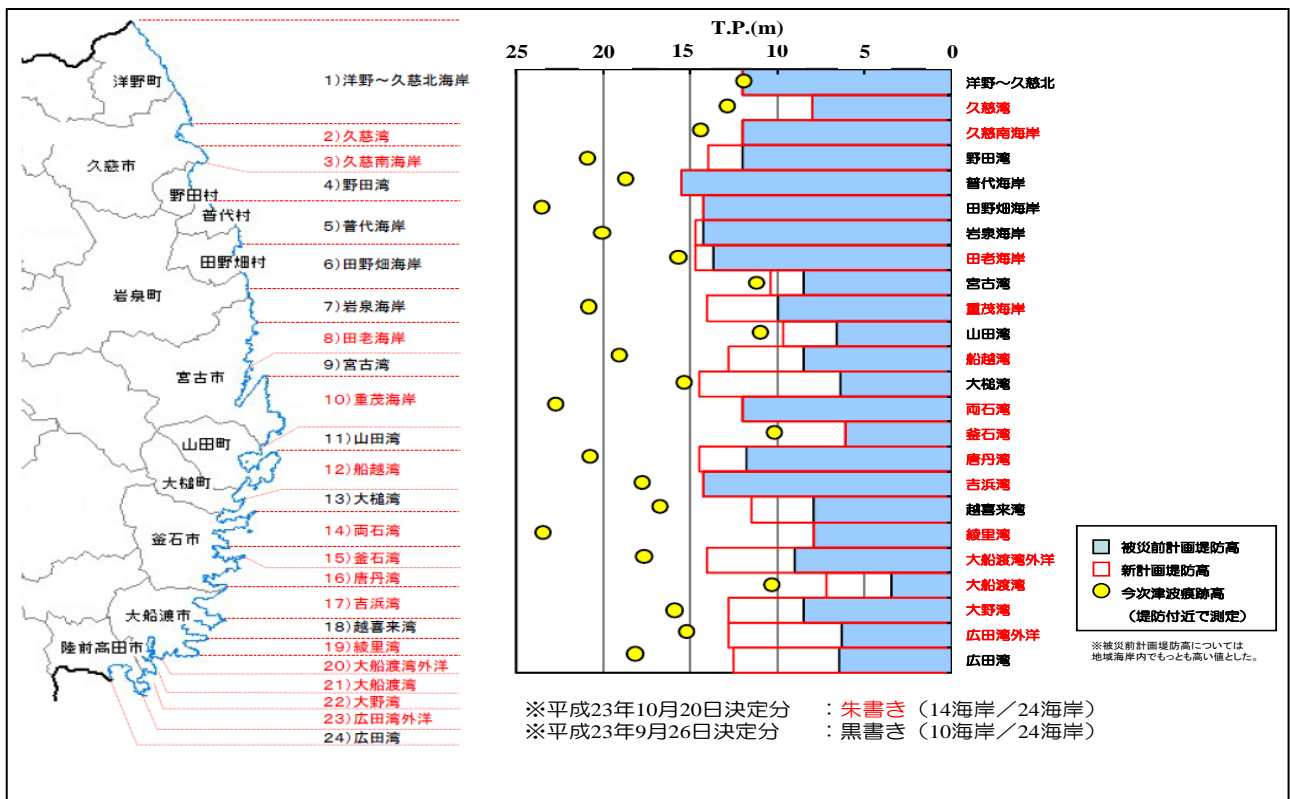 洋野町
久慈市
野田村
普代村
田野畑村
岩泉町
宮古市
山田町
大槌町
釜石市
大船渡市
陸前高田市
1)洋野～久慈北海岸
2)久慈湾
3)久慈南海岸
4)野田湾
5)普代海岸
6)田野畑海岸
7)岩泉海岸
8)田老海岸
9)宮古湾
10)重茂海岸
11)山田湾
12)船越湾
13)大槌湾
14)両石湾
15)釜石湾
16)唐丹湾
17)吉浜湾
18)越喜来湾
19)綾里湾
20)大船渡湾外洋
21)大船渡湾
22)大野湾
23)広田湾外洋
24)広田湾
T.P.(m)
25 20 15 10 5 0
洋野～久慈北
久慈湾
久慈南海岸
野田湾
普代海岸
田野畑海岸
岩泉海岸
田老海岸
宮古湾
重茂海岸
山田湾
船越湾
大槌湾
両石湾
釜石湾
唐丹湾
吉浜湾
越喜来湾
綾里湾
大船渡湾外洋
大船渡湾
大野湾
広田湾外洋
広田湾
被災前計画堤防高
新計画堤防高
今次津波痕跡高
（堤防付近で測定）
※被災前計画堤防高については
地域海岸内でもっとも高い値とした。
※平成23年10月20日決定分 ：朱書き（14海岸／24海岸）
※平成23年9月26日決定分 ：黒書き（10海岸／24海岸）